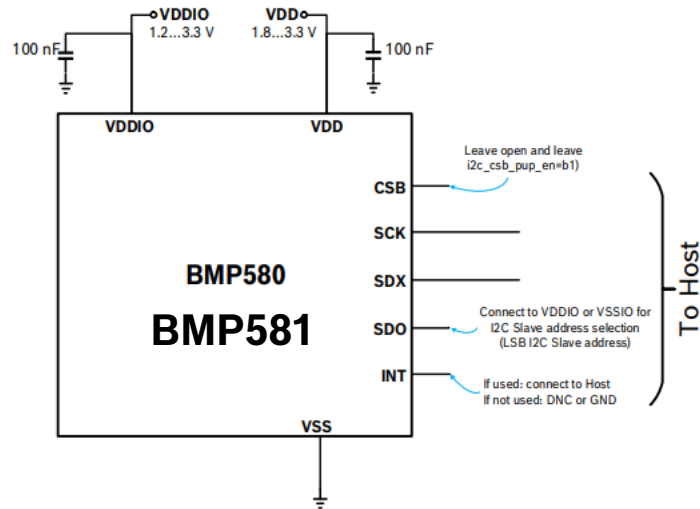 VDDIO
1.2...3.3 V
VDD
1.8...3.3 V
100 nF
100 nF
VDDIO
VDD
Leave open and leave
i2c_csb_pup_en=b1)
CSB
SCK
BMP580
SDX
BMP581
SDO
Connect to VDDIO or VSSIO for
I2C Slave address selection
(LSB I2C Slave address)
INT
If used: connect to Host
If not used: DNC or GND
VSS
To Host